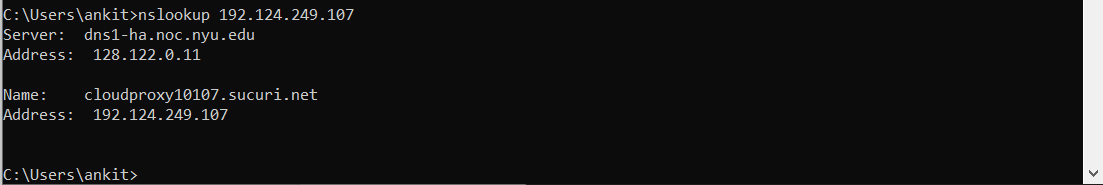 C:\Users\ankit>nslookup 192.124.249.107
Server:  dns1-ha.noc.nyu.edu
Address:  128.122.0.11
Name:    cloudproxy10107.sucuri.net
Address:  192.124.249.107
C:\Users\ankit>